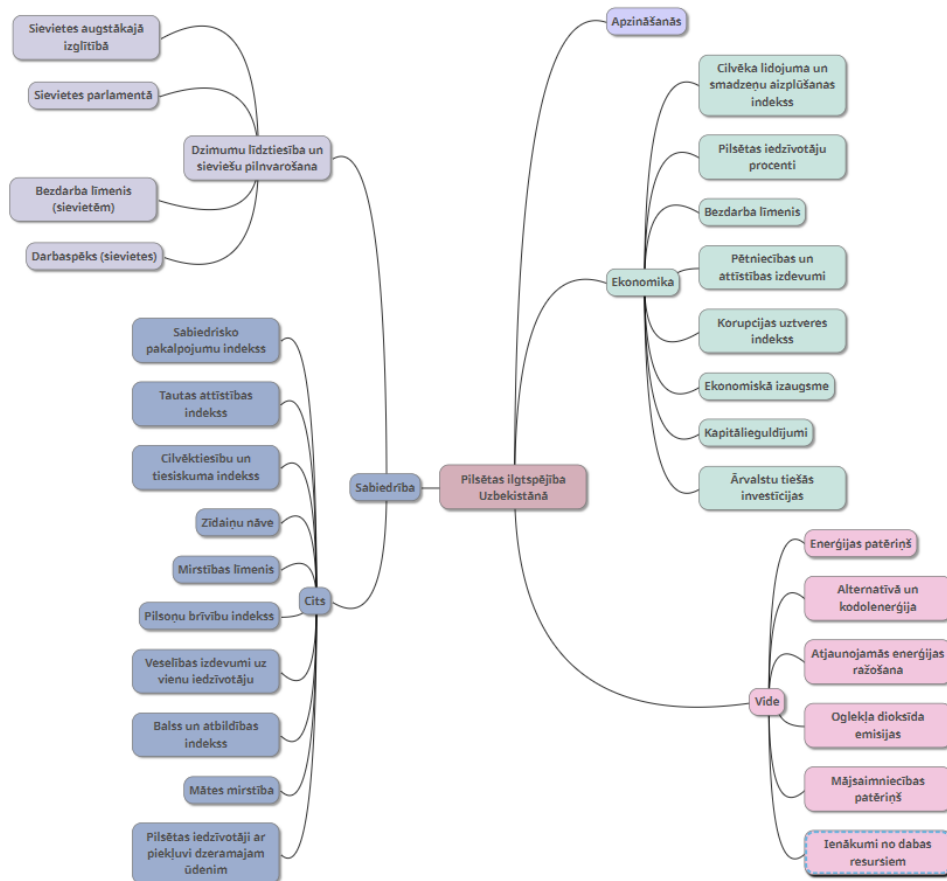 Sievietes augstākajā
izglītībā
Sievietes parlamentā
Dzimumu līdztiesība un
sieviešu pilnvarošana
Bezdarba līmenis
(sievietēm)
Darbaspēks (sievietes)
Sabiedrisko
pakalpojumu indekss
Tautas attīstības
indekss
Cilvēktiesību un
tiesiskuma indekss
Zīdaiņu nāve
Mirstības līmenis
Cits
Pilsoņu brīvību indekss
Veselības izdevumi uz
vienu iedzīvotāju
Balss un atbildības
indekss
Mātes mirstība
Pilsētas iedzīvotāji ar
piekļuvi dzeramajam
ūdenim
Sabiedrība
Pilsētas ilgtspējība
Uzbekistānā
Apzināšanās
Cilvēka lidojuma un
smadzeņu aizplūšanas
indekss
Pilsētas iedzīvotāju
procenti
Bezdarba līmenis
Pētniecības un
attīstības izdevumi
Ekonomika
Korupcijas uztveres
indekss
Ekonomiskā izaugsme
Kapitālieguldījumi
Ārvalstu tiešās
investīcijas
Enerģijas patēriņš
Alternatīvā un
kodolenerģija
Atjaunojamās enerģijas
ražošana
Vide
Oglekļa dioksīda
emisijas
Mājsaimniecības
patēriņš
Ienākumi no dabas
resursiem